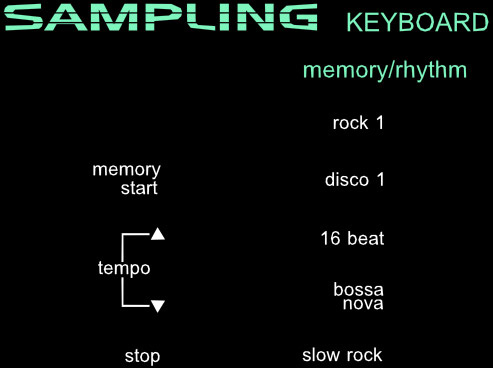 SAMPLING KEYBOARD
memory/rhythm
rock 1
memory
start
disco 1
16 beat
tempo
bossa
nova
stop
slow rock